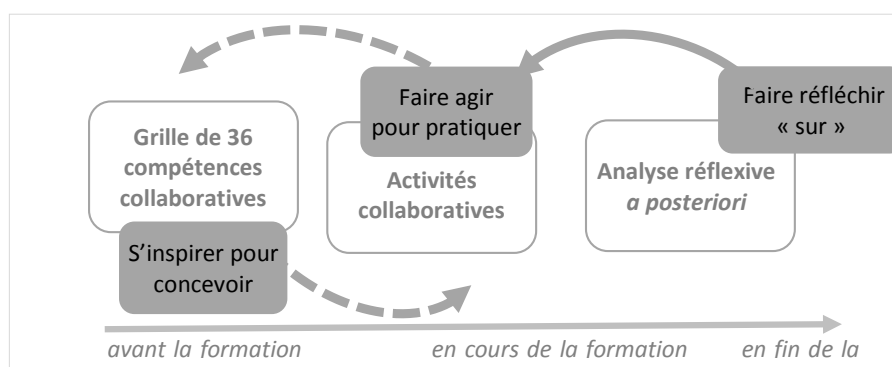 Grille de 36
compétences
collaboratives
S'inspirer pour
concevoir
Faire agir
pour pratiquer
Activités
collaboratives
Faire réfléchir
« sur »
Analyse réflexive
a posteriori
avant la formation
en cours de la formation
en fin de la